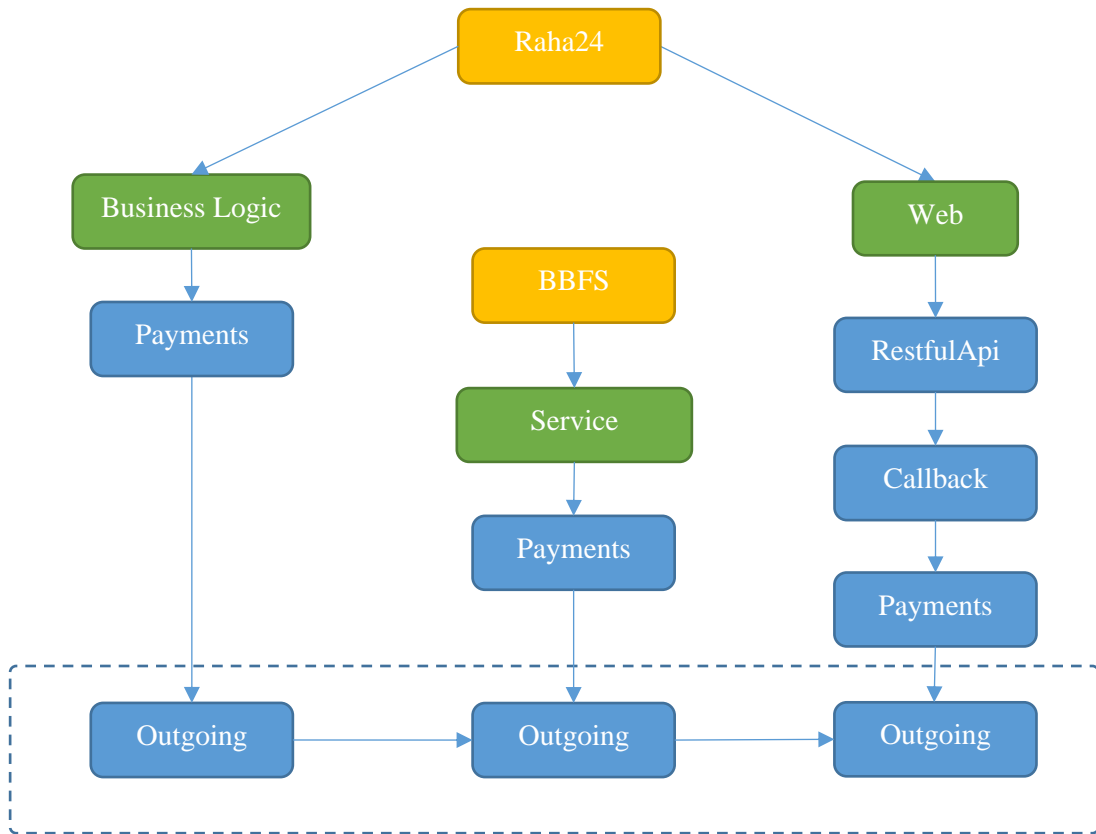 Raha24
Business Logic
Web
BBFS
Payments
RestfulApi
Service
Callback
Payments
Payments
Outgoing
Outgoing
Outgoing